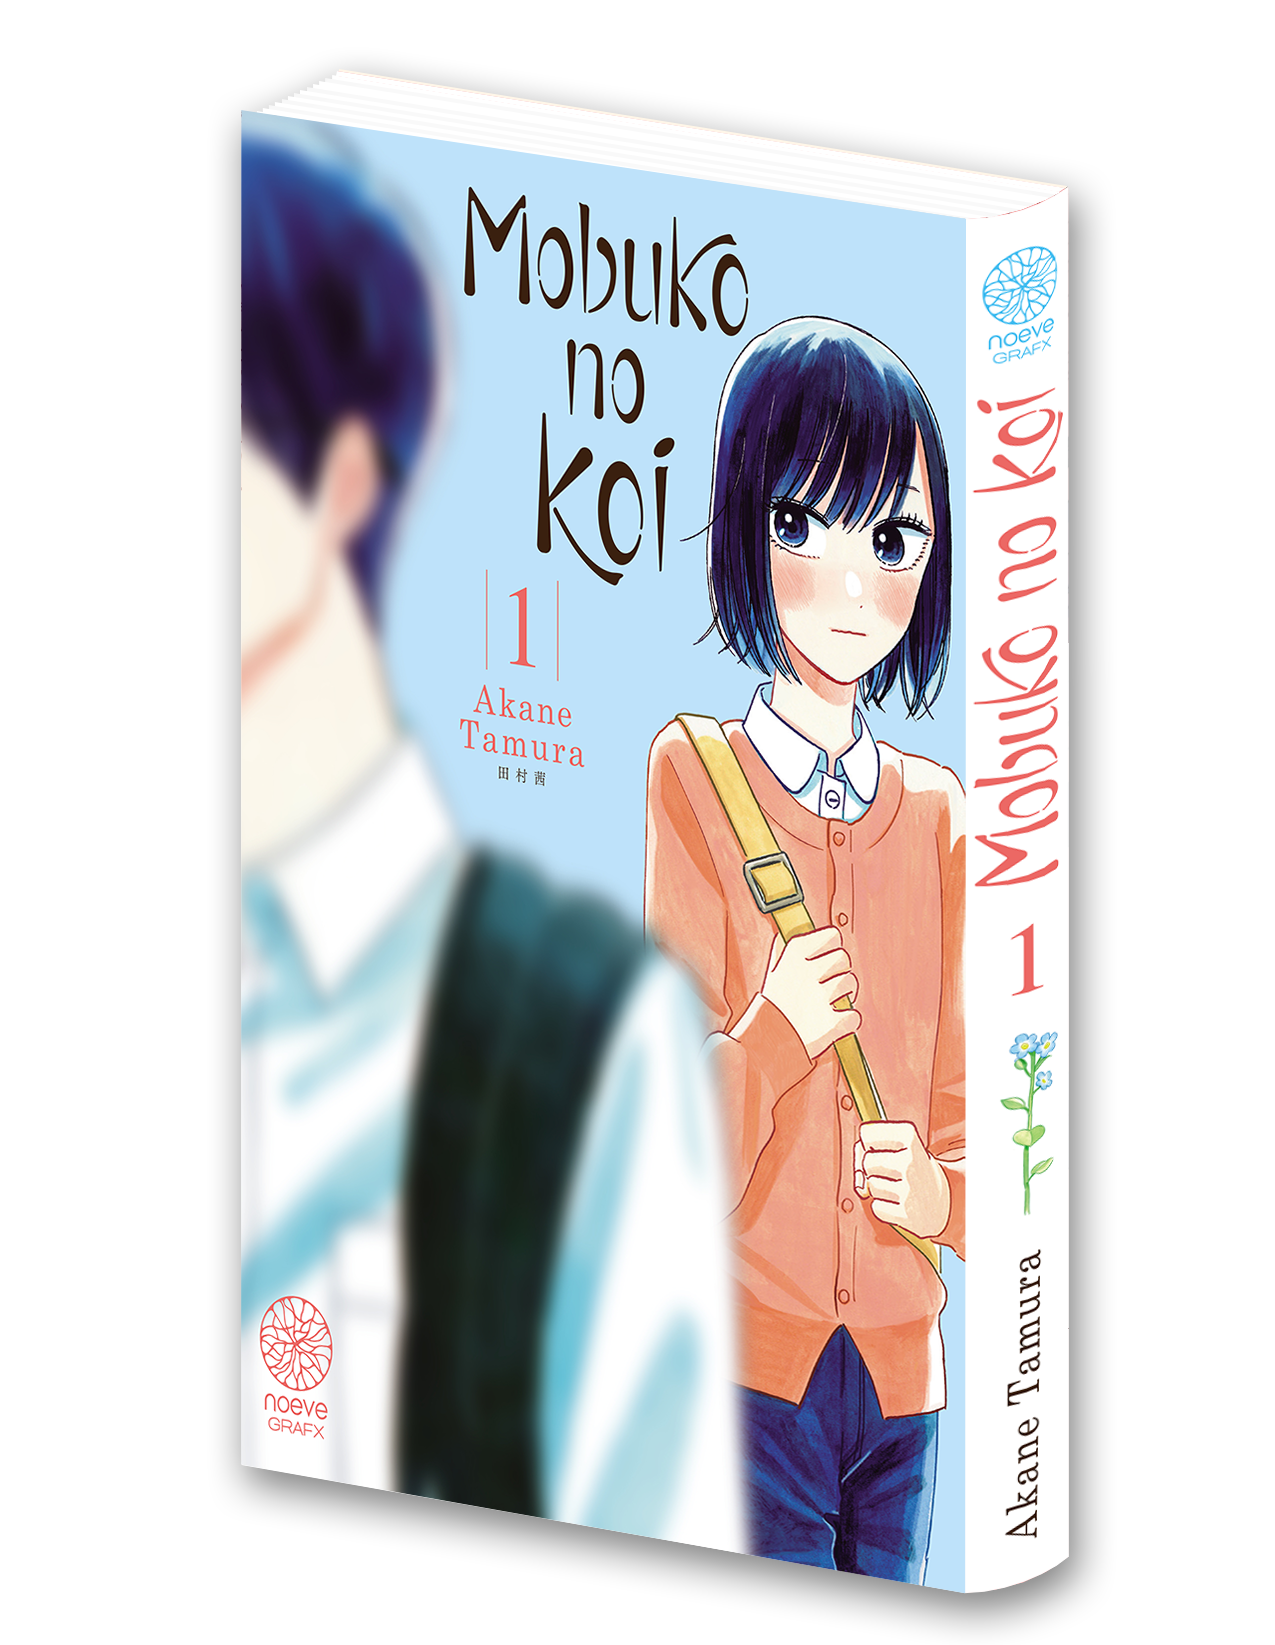 Mobuko
no
Koi
1
Akane
Tamura
田村茜
noeve
GRAFX
noeve
GRAFX
Mobuko no Koi
1
Akane Tamura